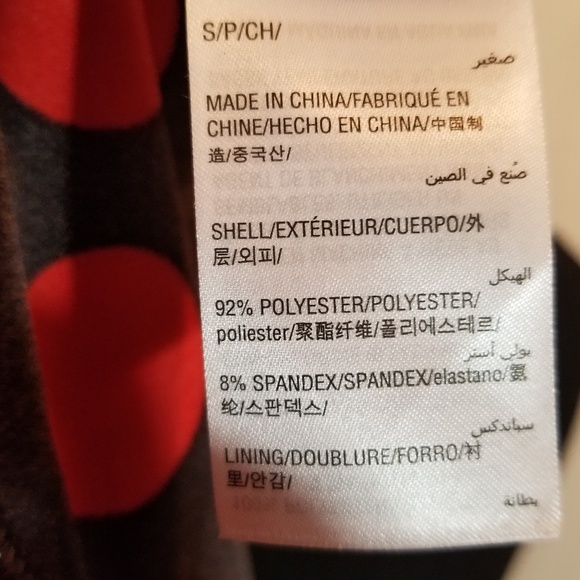 S/P/CH/
صغير
MADE IN CHINA/FABRIQUÉ EN
CHINE/HECHO EN CHINA/中国制
造/중국산/
صُنع في الصين
SHELL/EXTÉRIEUR/CUERPO/外
层/외피/
الهيكل
92% POLYESTER/POLYESTER/
poliester/聚酯纤维/폴리에스테르/
بولي أستر
8% SPANDEX/SPANDEX/elastano/氨
纶/스판덱스/
سباندكس
LINING/DOUBLURE/FORRO/衬
里/안감/
بطانة